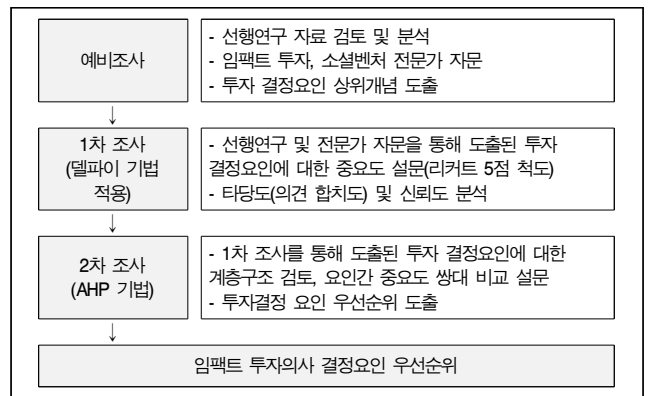 예비조사
- 선행연구 자료 검토 및 분석
- 임팩트 투자, 소셜벤처 전문가 자문
- 투자 결정요인 상위개념 도출
↓
1차 조사
(델파이 기법
적용)
- 선행연구 및 전문가 자문을 통해 도출된 투자
결정요인에 대한 중요도 설문(리커트 5점 척도)
- 타당도(의견 합치도) 및 신뢰도 분석
↓
2차 조사
(AHP 기법)
- 1차 조사를 통해 도출된 투자 결정요인에 대한
계층구조 검토, 요인간 중요도 쌍대 비교 설문
- 투자결정 요인 우선순위 도출
↓
임팩트 투자의사 결정요인 우선순위